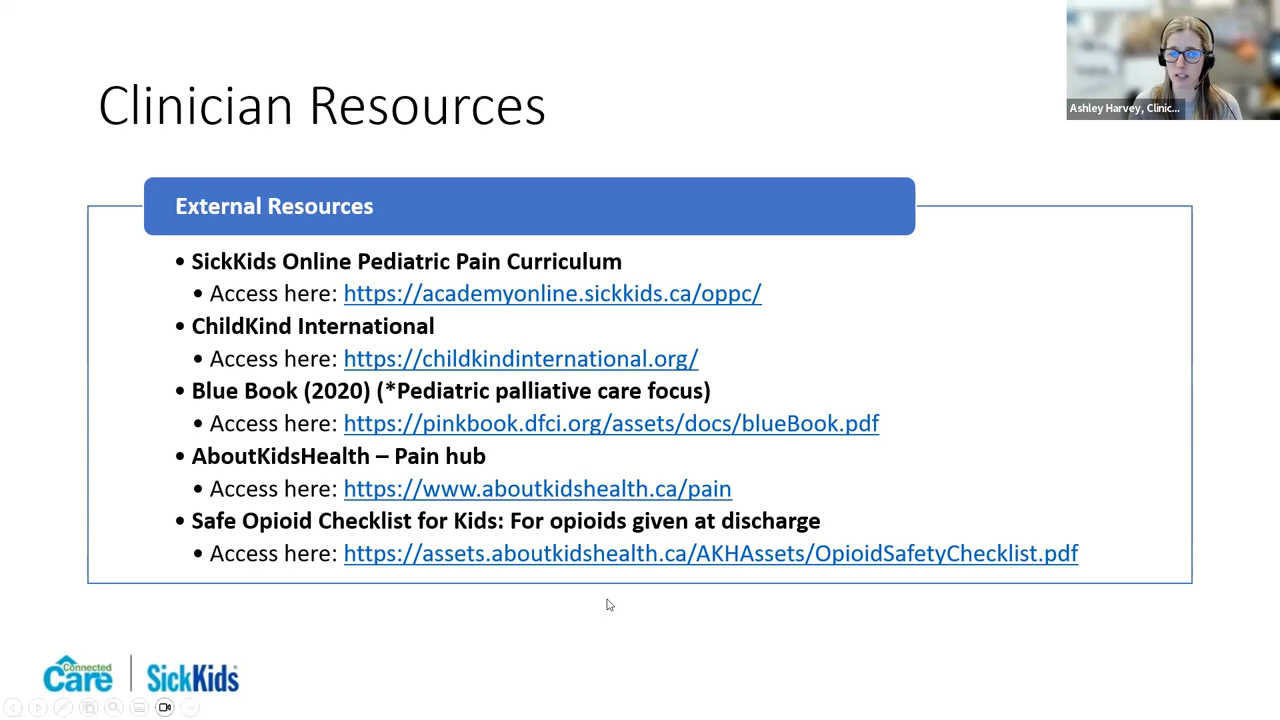 Clinician Resources
Ashley Harvey, Clinic...
External Resources
• SickKids Online Pediatric Pain Curriculum
• Access here: https://academyonline.sickkids.ca/oppc/
• ChildKind International
• Access here: https://childkindinternational.org/
• Blue Book (2020) (*Pediatric palliative care focus)
• Access here: https://pinkbook.dfci.org/assets/docs/blueBook.pdf
• AboutKidsHealth – Pain hub
• Access here: https://www.aboutkidshealth.ca/pain
• Safe Opioid Checklist for Kids: For opioids given at discharge
• Access here: https://assets.aboutkidshealth.ca/AKHAssets/OpioidSafetyChecklist.pdf
Connected
Care
SickKids